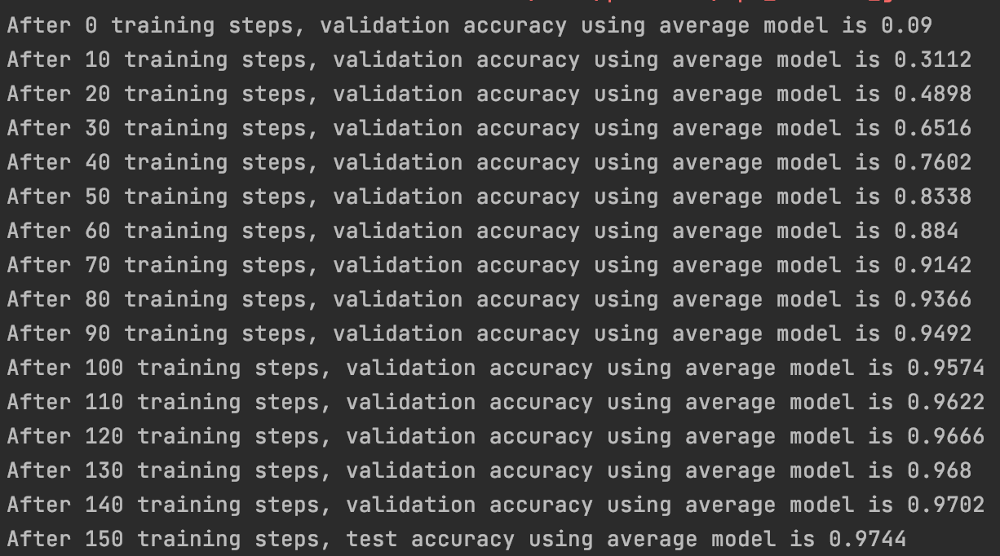 After 0 training steps, validation accuracy using average model is 0.09
After 10 training steps, validation accuracy using average model is 0.3112
After 20 training steps, validation accuracy using average model is 0.4898
After 30 training steps, validation accuracy using average model is 0.6516
After 40 training steps, validation accuracy using average model is 0.7602
After 50 training steps, validation accuracy using average model is 0.8338
After 60 training steps, validation accuracy using average model is 0.884
After 70 training steps, validation accuracy using average model is 0.9142
After 80 training steps, validation accuracy using average model is 0.9366
After 90 training steps, validation accuracy using average model is 0.9492
After 100 training steps, validation accuracy using average model is 0.9574
After 110 training steps, validation accuracy using average model is 0.9622
After 120 training steps, validation accuracy using average model is 0.9666
After 130 training steps, validation accuracy using average model is 0.968
After 140 training steps, validation accuracy using average model is 0.9702
After 150 training steps, test accuracy using average model is 0.9744